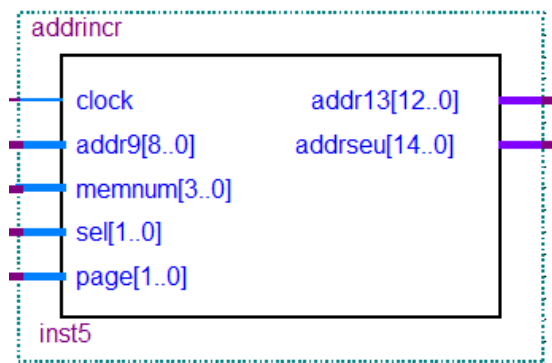 addrincr
clock addr13[12..0]
addr9[8..0] addrseu[14..0]
memnum[3..0]
sel[1..0]
page[1..0]
inst5